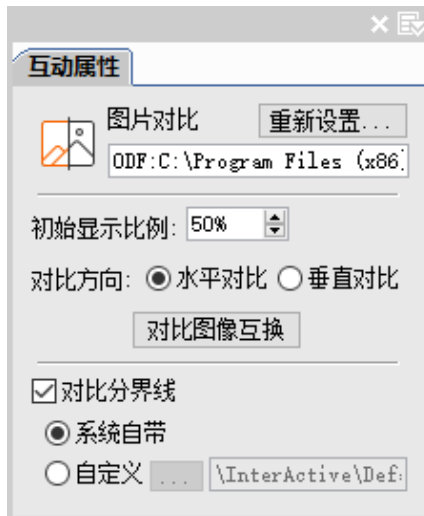 互动属性
图片对比 重新设置...
ODF:C:\Program Files (x86)
初始显示比例: 50%
对比方向: 水平对比 垂直对比
对比图像互换
对比分界线
系统自带
自定义 ... \InterActive\Def